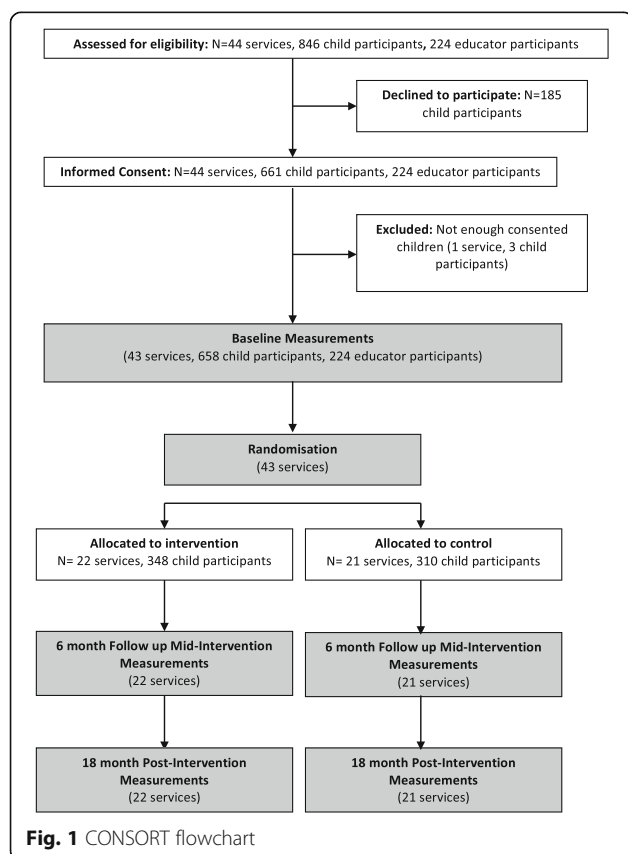 Assessed for eligibility: N=44 services, 846 child participants, 224 educator participants
Declined to participate: N=185
child participants
Informed Consent: N=44 services, 661 child participants, 224 educator participants
Excluded: Not enough consented
children (1 service, 3 child
participants)
Baseline Measurements
(43 services, 658 child participants, 224 educator participants)
Randomisation
(43 services)
Allocated to intervention
N= 22 services, 348 child participants
Allocated to control
N= 21 services, 310 child participants
6 month Follow up Mid-Intervention
Measurements
(22 services)
6 month Follow up Mid-Intervention
Measurements
(21 services)
18 month Post-Intervention
Measurements
(22 services)
18 month Post-Intervention
Measurements
(21 services)
Fig. 1 CONSORT flowchart